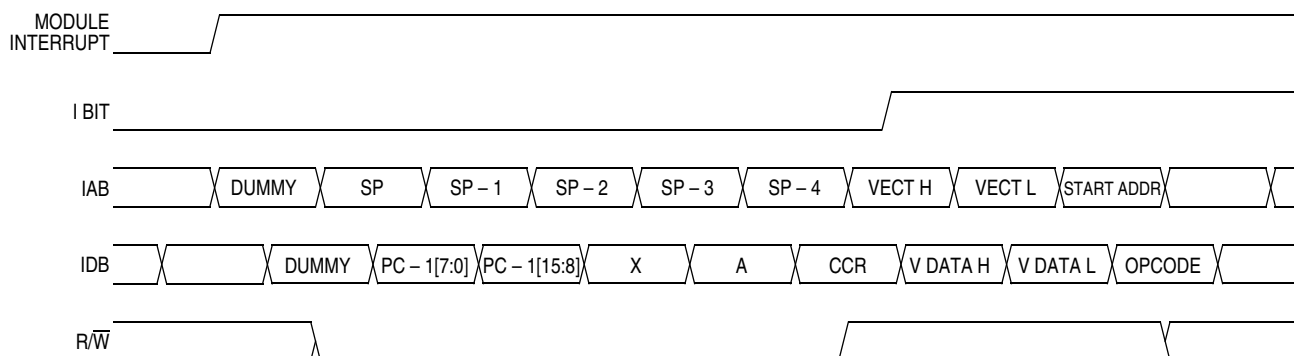 MODULE
INTERRUPT
I BIT
IAB DUMMY SP SP – 1 SP – 2 SP – 3 SP – 4 VECT H VECT L START ADDR
IDB DUMMY PC – 1[7:0] PC – 1[15:8] X A CCR V DATA H V DATA L OPCODE
R/W̅